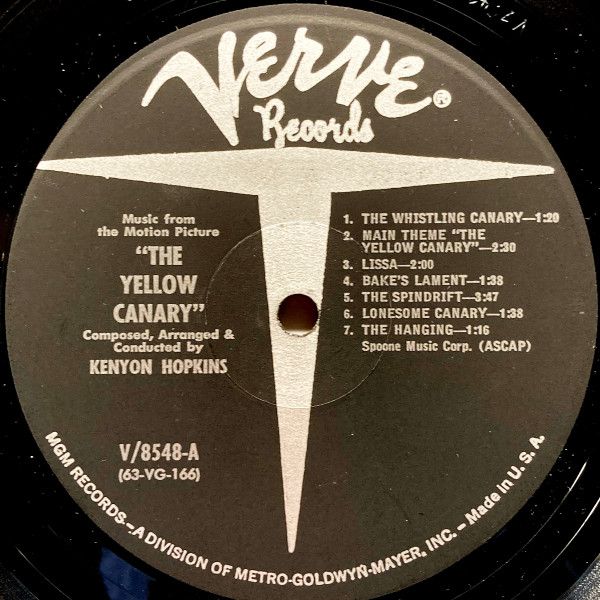 VERVE®
Records
Music from
the Motion Picture
"THE
YELLOW
CANARY"
Composed, Arranged &
Conducted by
KENYON HOPKINS
V/8548-A
(63-VG-166)
1. THE WHISTLING CANARY—1:20
2. MAIN THEME "THE
YELLOW CANARY"—2:30
3. LISSA—2:00
4. BAKE'S LAMENT—1:38
5. THE SPINDRIFT—3:47
6. LONESOME CANARY—1:38
7. THE HANGING—1:16
Spoone Music Corp. (ASCAP)
MGM RECORDS—A DIVISION OF METRO-GOLDWYN-MAYER, INC. – Made in U. S. A.